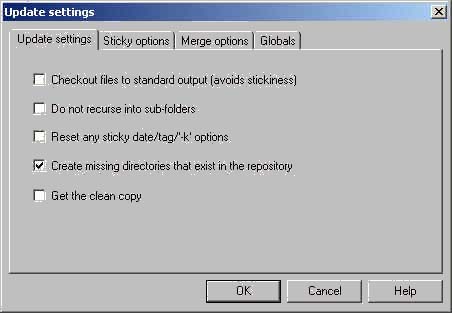 Update settings
Update settings
Sticky options
Merge options
Globals
Checkout files to standard output (avoids stickiness)
Do not recurse into sub-folders
Reset any sticky date/tag/'-k' options
Create missing directories that exist in the repository
Get the clean copy
OK
Cancel
Help